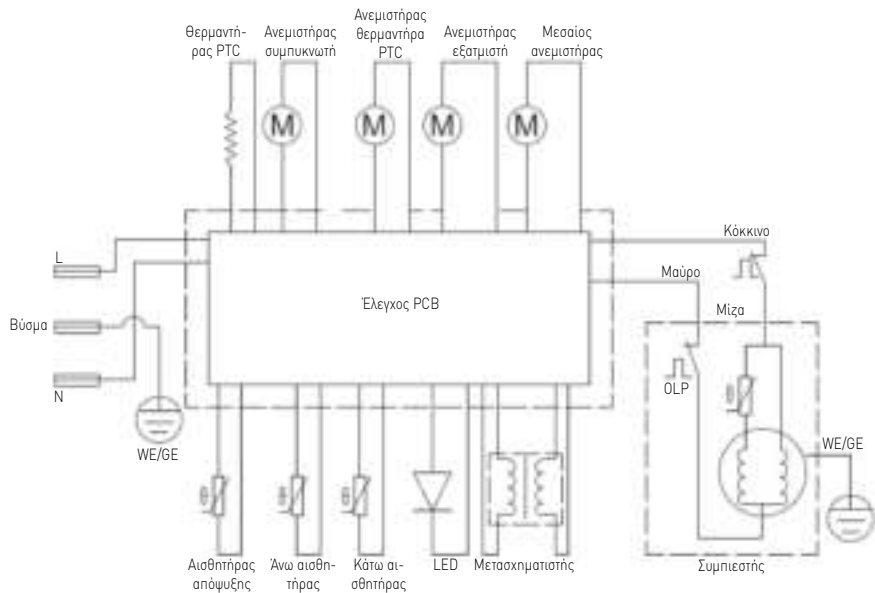 Θερμαντή-
ρας PTC
Ανεμιστήρας
συμπυκνωτή
Ανεμιστήρας
θερμαντήρα
PTC
Ανεμιστήρας
εξατμιστή
Μεσαίος
ανεμιστήρας
M
M
M
M
Κόκκινο
L
Μαύρο
Έλεγχος PCB
Μίζα
Βύσμα
OLP
N
WE/GE
WE/GE
θ
θ
θ
θ
Αισθητήρας
απόψυξης
Άνω αισθη-
τήρας
Κάτω αι-
σθητήρας
LED
Μετασχηματιστής
Συμπιεστής